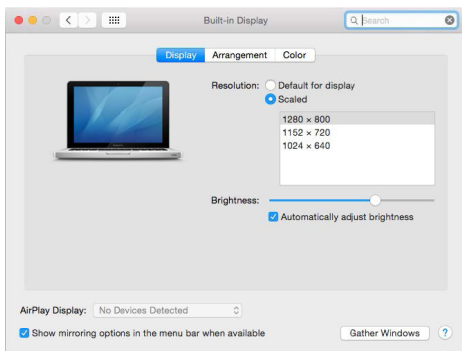 Built-in Display
Search
Display Arrangement Color
Resolution: Default for display
Scaled
1280 × 800
1152 × 720
1024 × 640
Brightness:
Automatically adjust brightness
AirPlay Display: No Devices Detected
Show mirroring options in the menu bar when available
Gather Windows ?